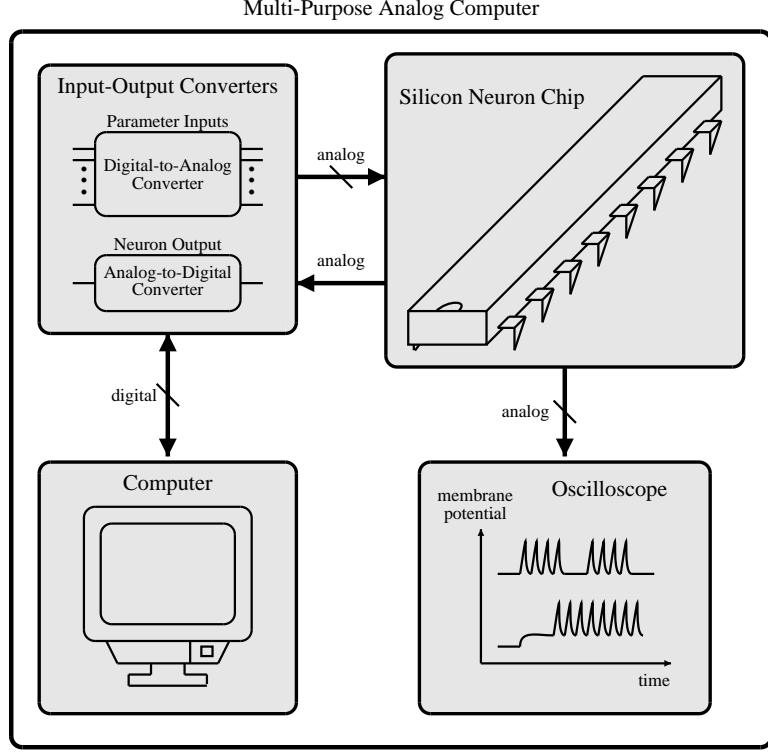 Multi-Purpose Analog Computer
Input-Output Converters
Parameter Inputs
Digital-to-Analog
Converter
Neuron Output
Analog-to-Digital
Converter
analog
analog
Silicon Neuron Chip
digital
analog
Computer
Oscilloscope
membrane
potential
time